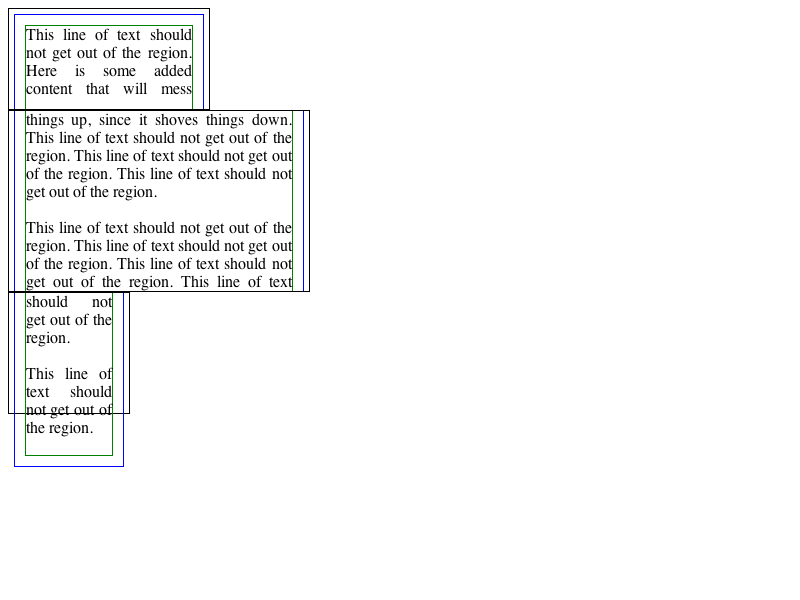 This line of text should
not get out of the region.
Here is some added
content that will mess
things up, since it shoves things down.
This line of text should not get out of the
region. This line of text should not get out
of the region. This line of text should not
get out of the region.
This line of text should not get out of the
region. This line of text should not get out
of the region. This line of text should not
get out of the region. This line of text
should not
get out of the
region.
This line of
text should
not get out of
the region.